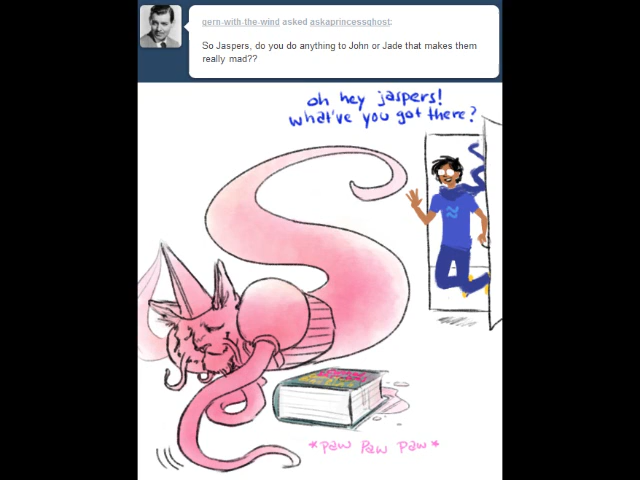 gern-with-the-wind asked askaprincessghost:
So Jaspers, do you do anything to John or Jade that makes them
really mad??
oh hey jaspers!
what've you got there?
*paw paw paw*